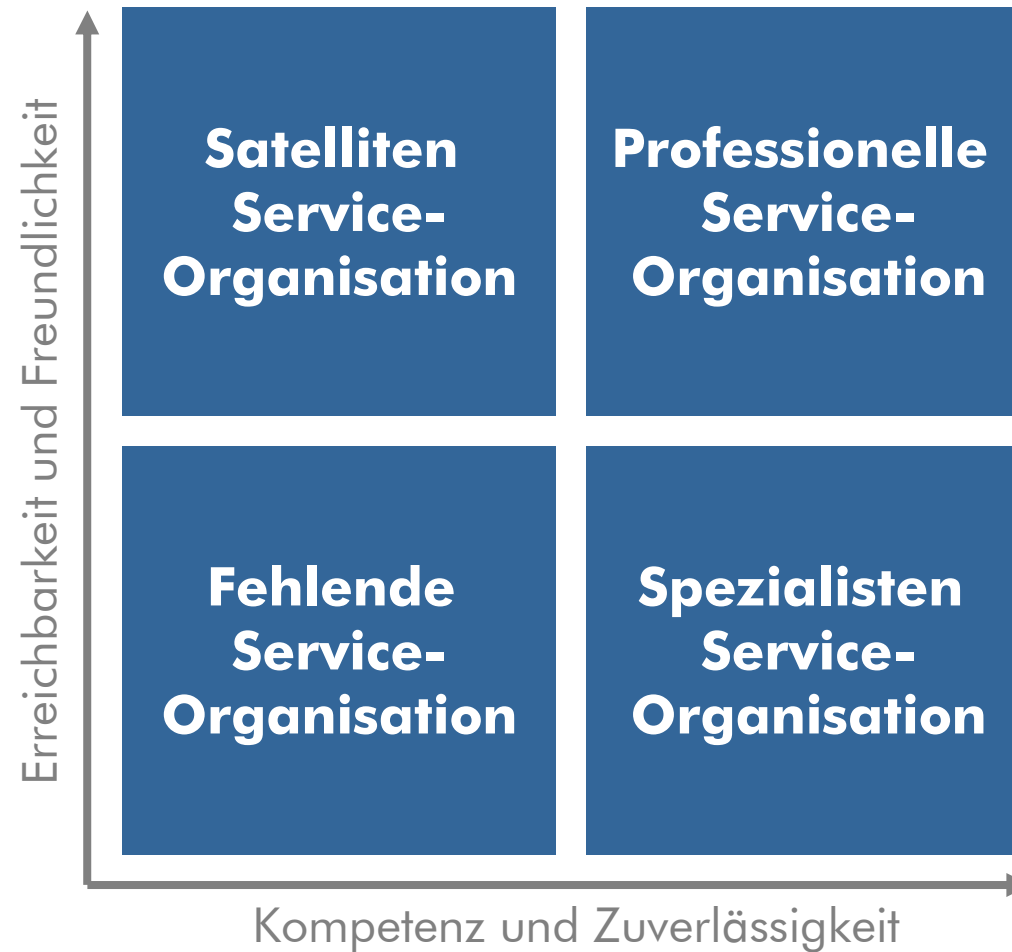 Erreichbarkeit und Freundlichkeit
Satelliten
Service-
Organisation
Professionelle
Service-
Organisation
Fehlende
Service-
Organisation
Spezialisten
Service-
Organisation
Kompetenz und Zuverlässigkeit